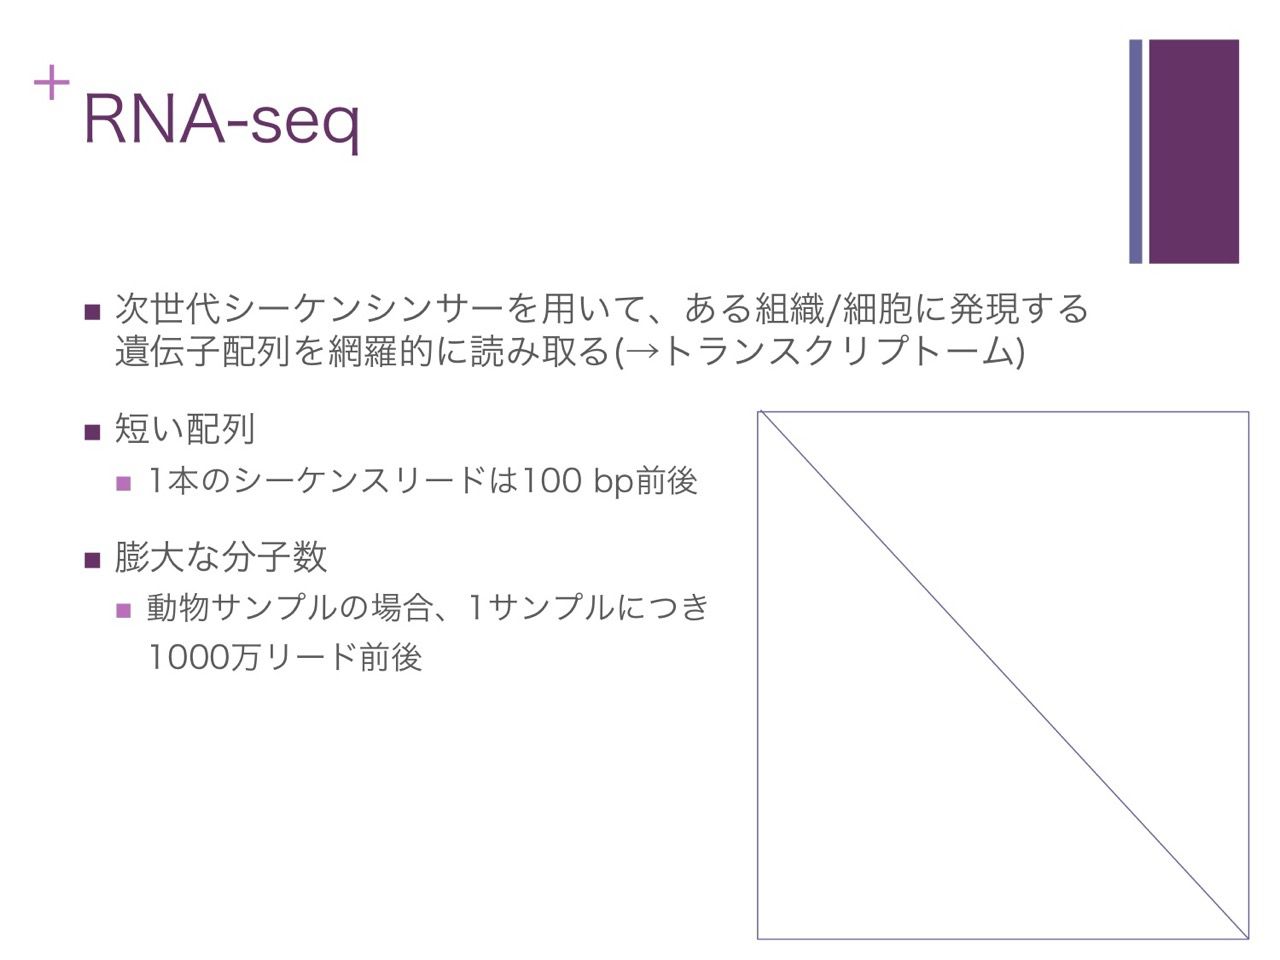 +
RNA-seq
次世代シーケンシンサーを用いて、ある組織/細胞に発現する
遺伝子配列を網羅的に読み取る(→トランスクリプトーム)
短い配列
1本のシーケンスリードは100 bp前後
膨大な分子数
動物サンプルの場合、1サンプルにつき
1000万リード前後